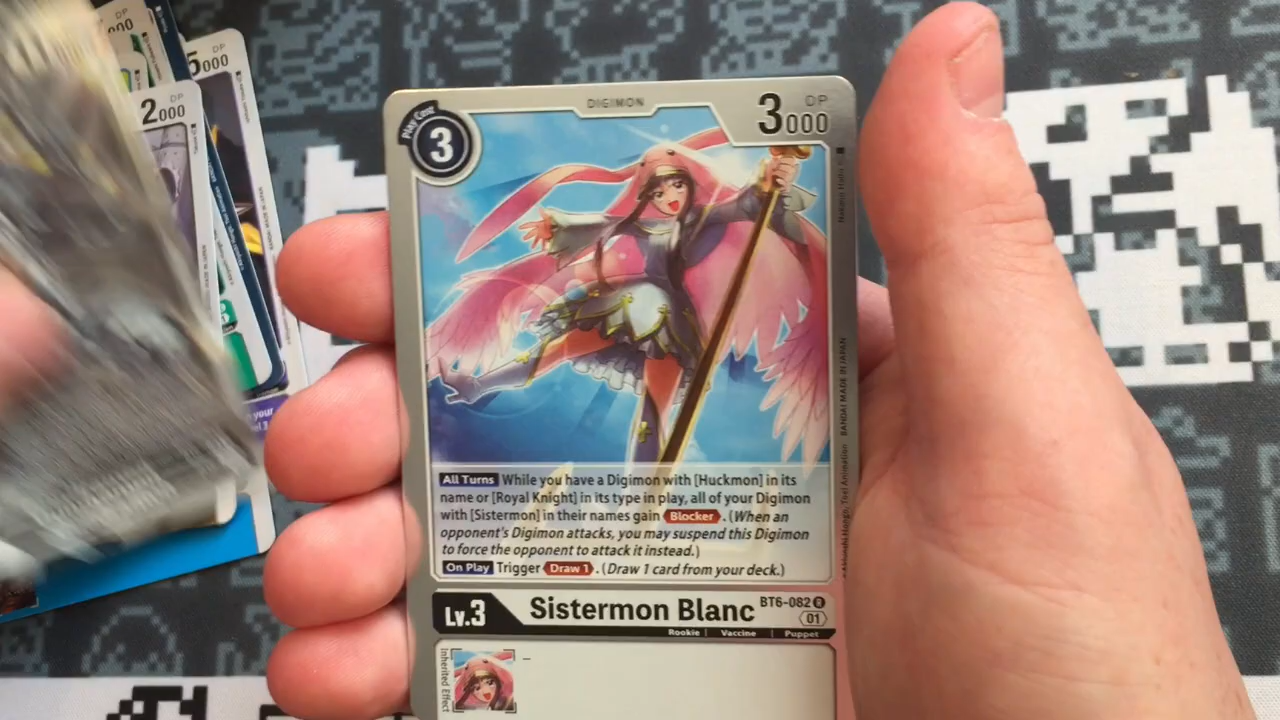 DIGIMON
Play Cost
3
DP
3000
All Turns While you have a Digimon with [Huckmon] in its
name or [Royal Knight] in its type in play, all of your Digimon
with [Sistermon] in their names gain Blocker. (When an
opponent's Digimon attacks, you may suspend this Digimon
to force the opponent to attack it instead.)
On Play Trigger Draw 1. (Draw 1 card from your deck.)
Lv.3
Sistermon Blanc
BT6-082 R
01
Rookie | Vaccine | Puppet
Inherited Effect
-
BANDAI MADE IN JAPAN
DP
2000
DP
5000
000
your